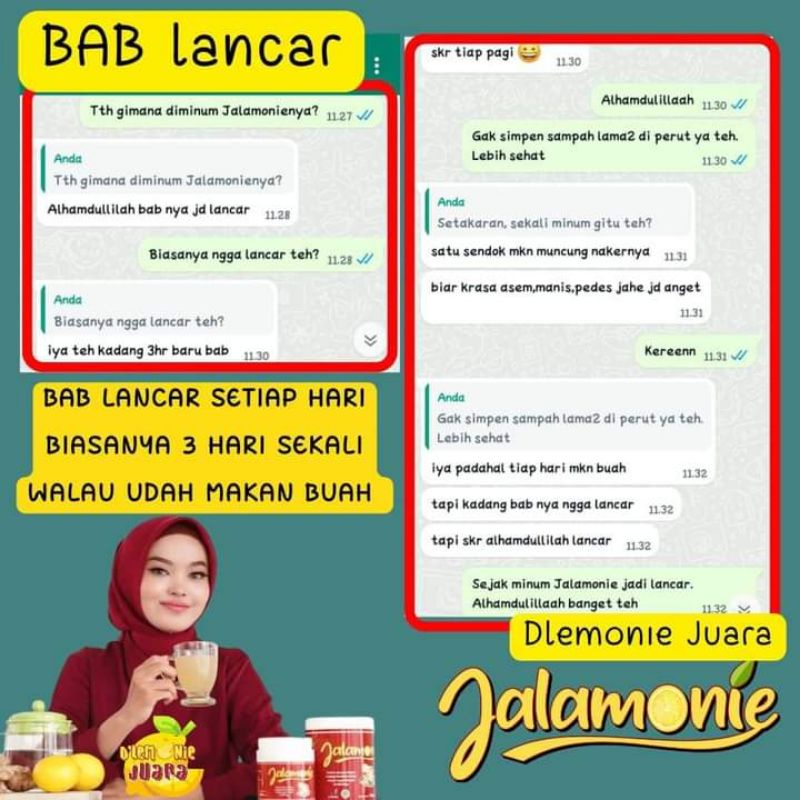 BAB lancar
Tth gimana diminum Jalamonienya? 11.27
Anda
Tth gimana diminum Jalamonienya?
Alhamdullilah bab nya jd lancar 11.28
Biasanya ngga lancar teh? 11.28
Anda
Biasanya ngga lancar teh?
iya teh kadang 3hr baru bab 11.30
BAB LANCAR SETIAP HARI
BIASANYA 3 HARI SEKALI
WALAU UDAH MAKAN BUAH
skr tiap pagi 😄 11.30
Alhamdulillaah 11.30
Gak simpen sampah lama2 di perut ya teh.
Lebih sehat 11.30
Anda
Setakaran, sekali minum gitu teh?
satu sendok mkn muncung nakernya 11.31
biar krasa asem,manis,pedes jahe jd anget
11.31
Kereenn 11.31
Anda
Gak simpen sampah lama2 di perut ya teh.
Lebih sehat
iya padahal tiap hari mkn buah 11.32
tapi kadang bab nya ngga lancar 11.32
tapi skr alhamdullilah lancar 11.32
Sejak minum Jalamonie jadi lancar.
Alhamdulillaah banget teh 11.32
Dlemonie Juara
Jalamonie
D'lemonie
JUARA
Jalamonie
Jalamonie